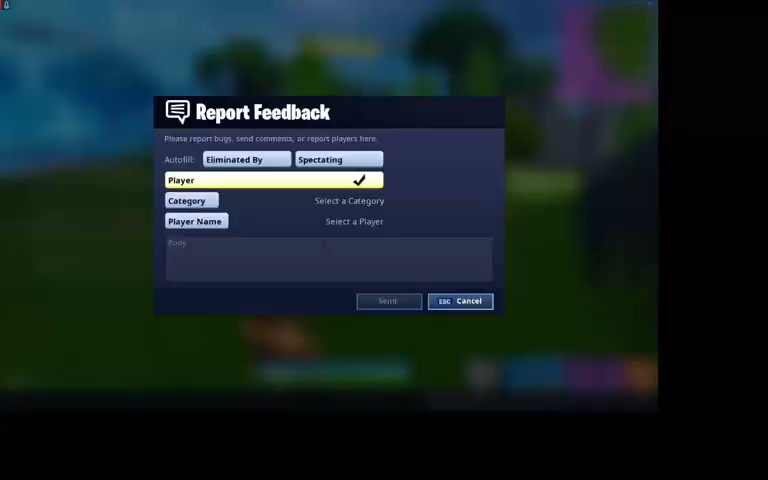 Report Feedback
Please report bugs, send comments, or report players here.
Autofill: Eliminated By Spectating
Player
Category Select a Category
Player Name Select a Player
Body
Send ESC Cancel